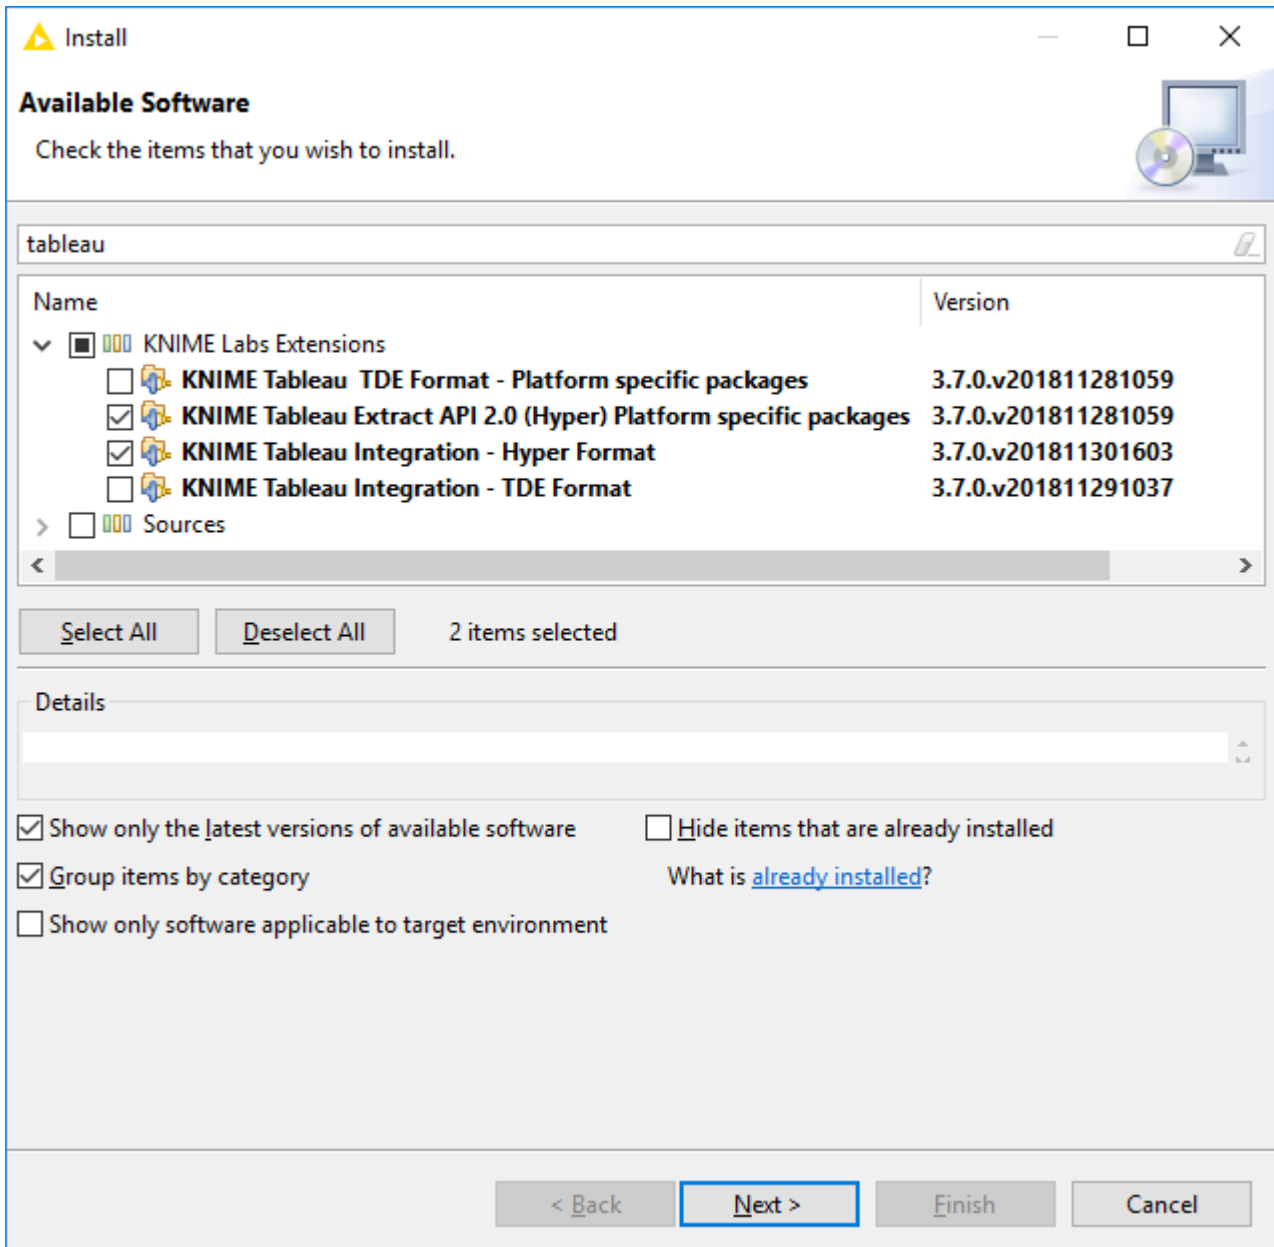 Install
Available Software
Check the items that you wish to install.
tableau
Name Version
KNIME Labs Extensions
KNIME Tableau  TDE Format - Platform specific packages 3.7.0.v201811281059
KNIME Tableau Extract API 2.0 (Hyper) Platform specific packages 3.7.0.v201811281059
KNIME Tableau Integration - Hyper Format 3.7.0.v201811301603
KNIME Tableau Integration - TDE Format 3.7.0.v201811291037
Sources
Select All Deselect All 2 items selected
Details
Show only the latest versions of available software Hide items that are already installed
Group items by category What is already installed?
Show only software applicable to target environment
< Back Next > Finish Cancel